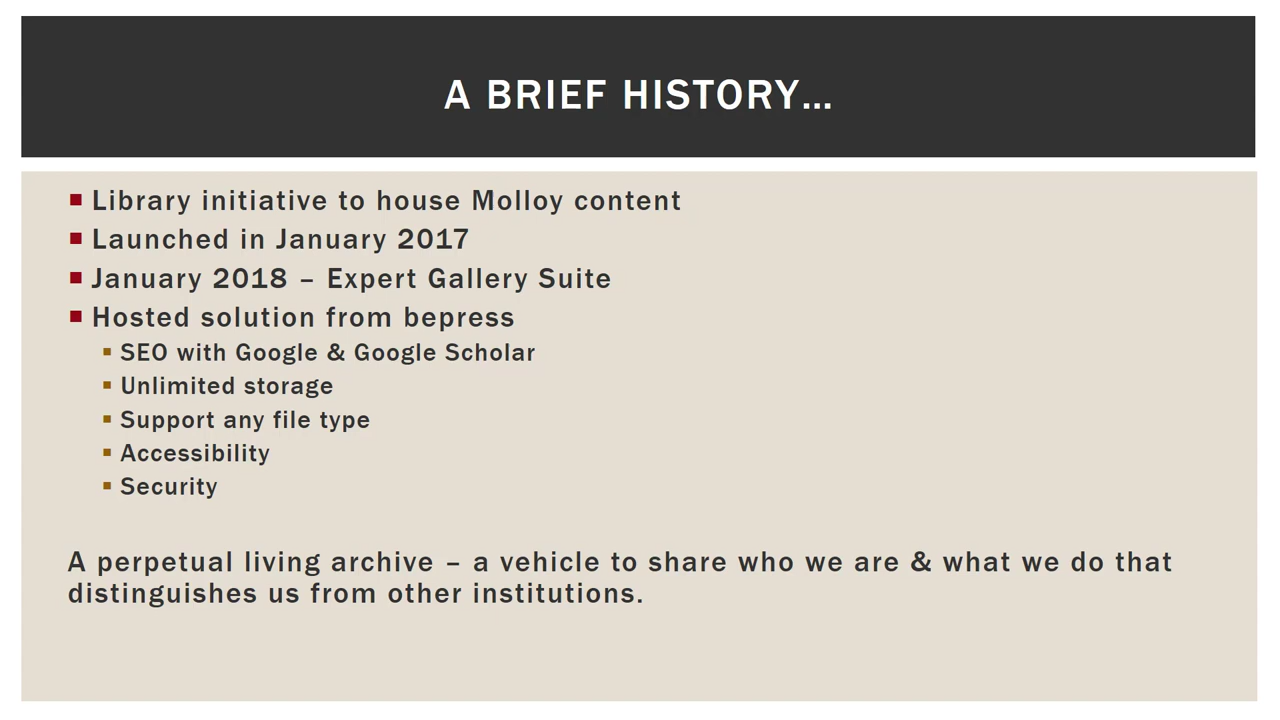 A BRIEF HISTORY…
Library initiative to house Molloy content
Launched in January 2017
January 2018 – Expert Gallery Suite
Hosted solution from bepress
SEO with Google & Google Scholar
Unlimited storage
Support any file type
Accessibility
Security
A perpetual living archive – a vehicle to share who we are & what we do that
distinguishes us from other institutions.